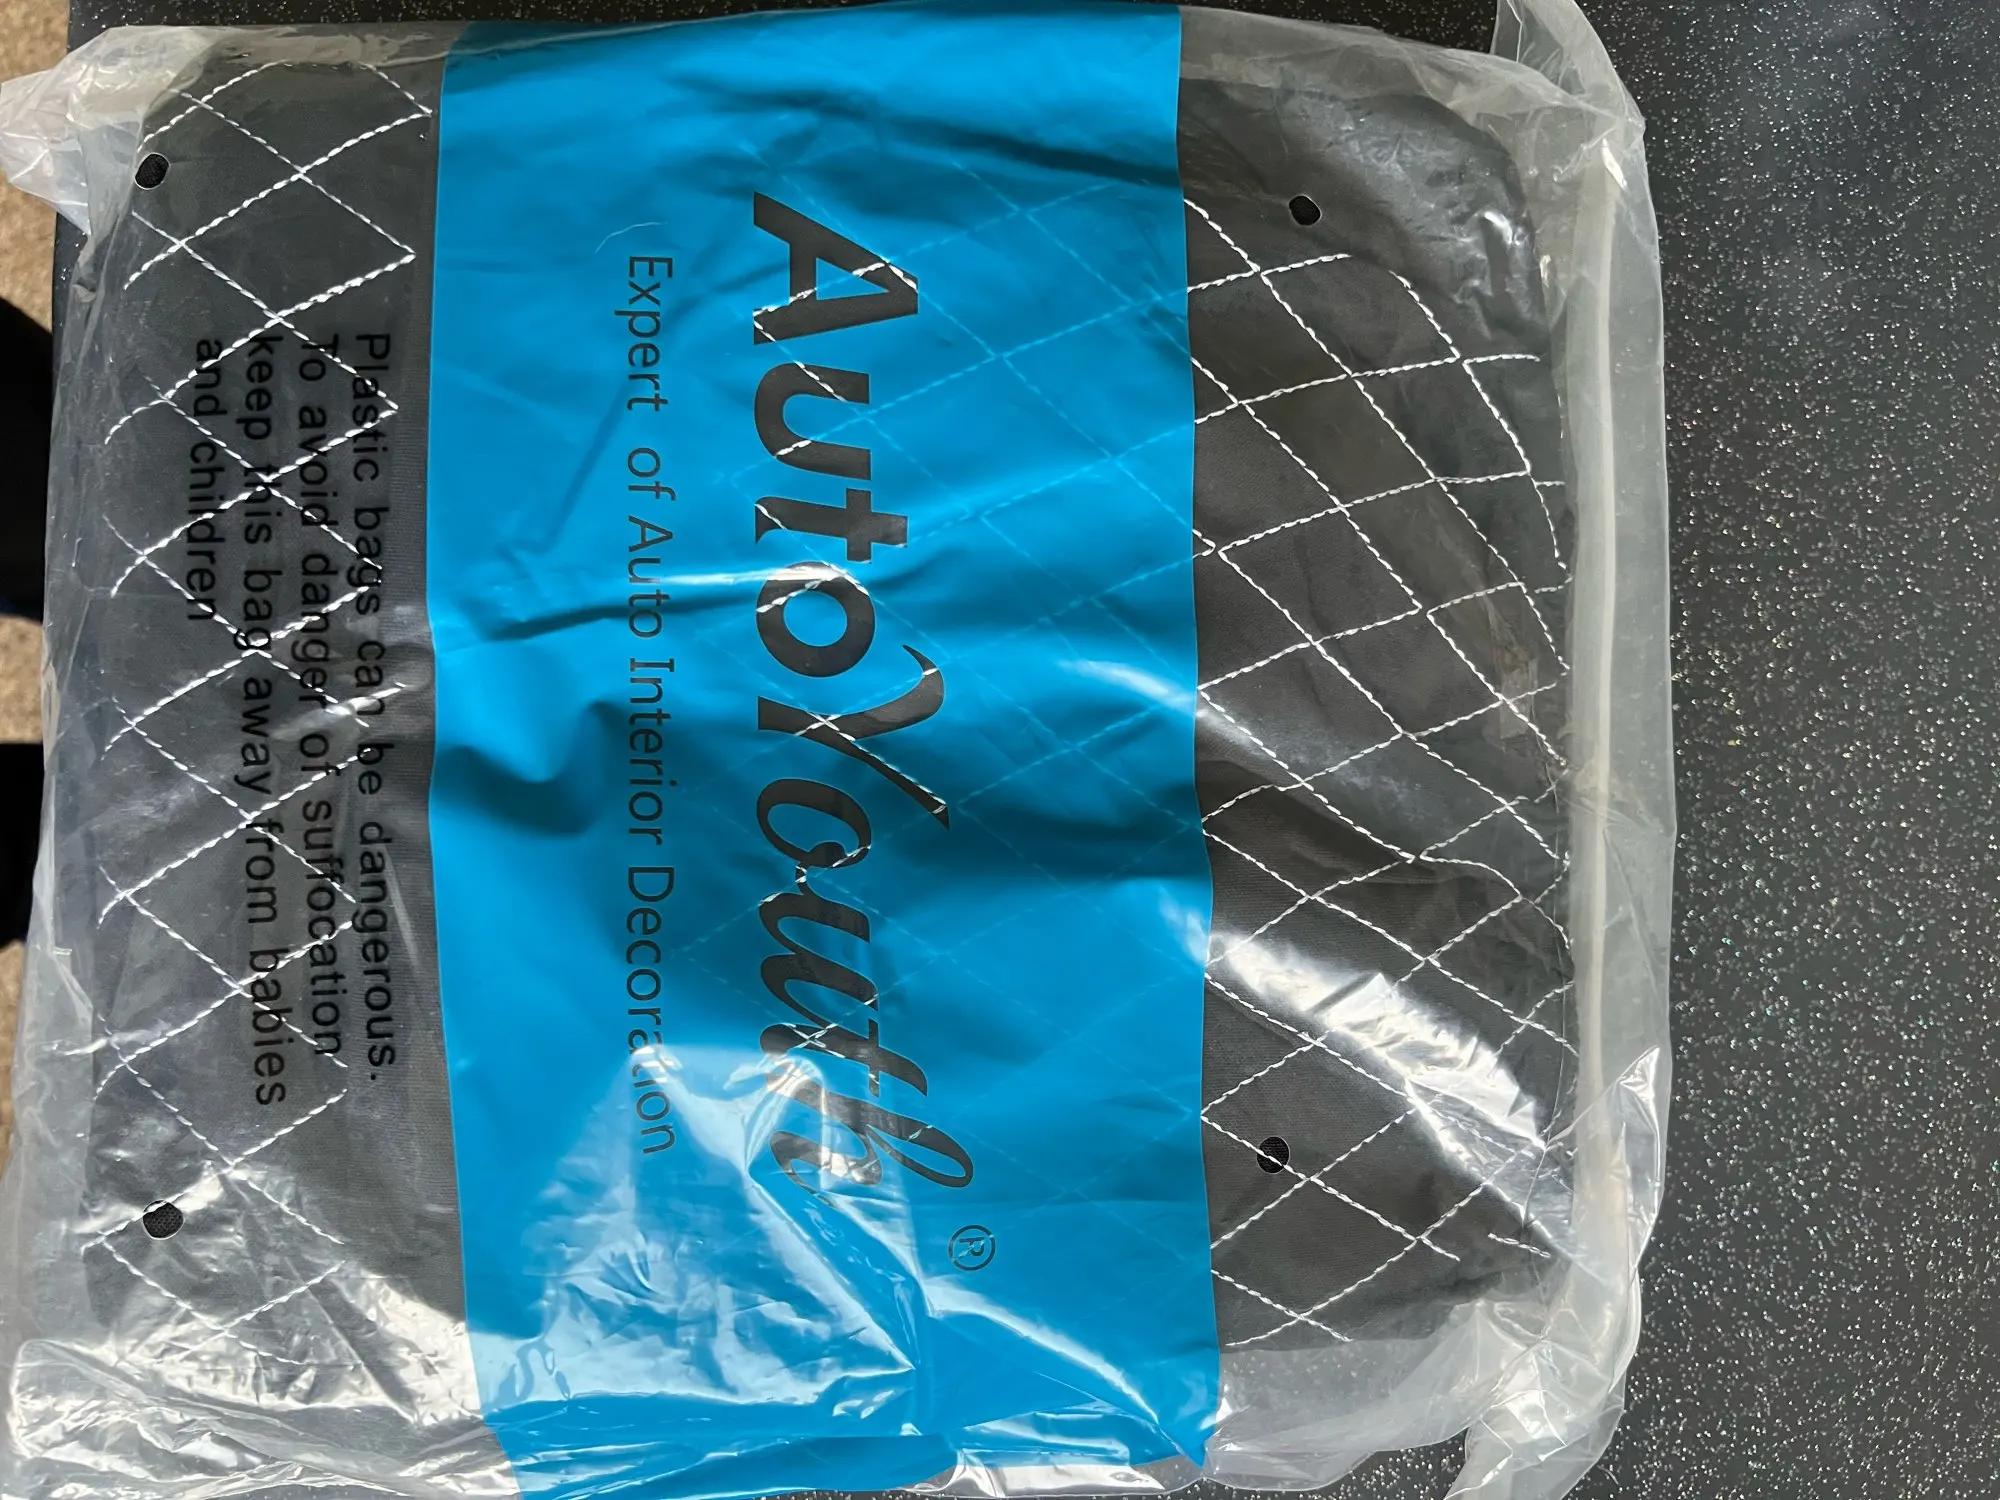 AutoYouth®
Expert of Auto Interior Decoration
Plastic bags can be dangerous.
To avoid danger of suffocation
keep this bag away from babies
and children